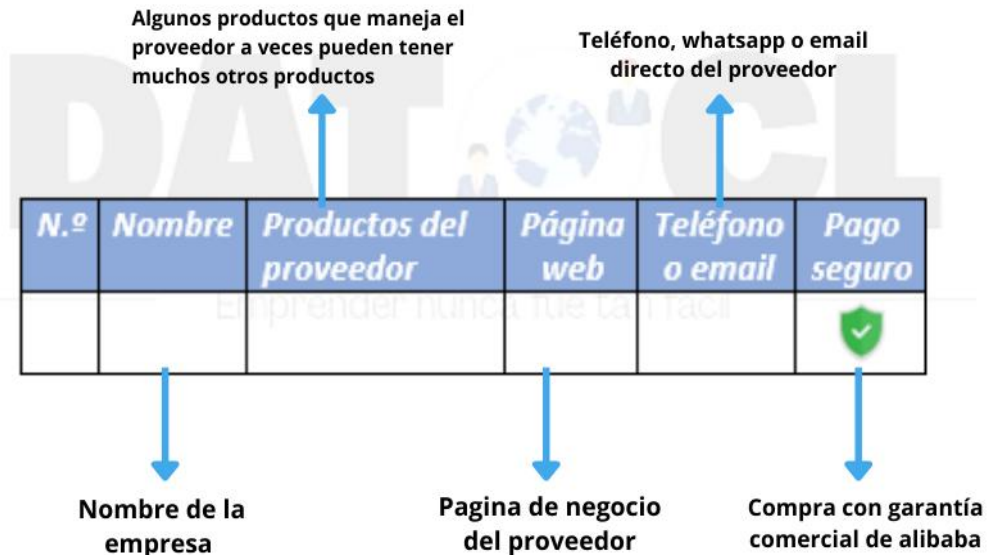 Algunos productos que maneja el
proveedor a veces pueden tener
muchos otros productos
Teléfono, whatsapp o email
directo del proveedor
DAT CL
N.º Nombre Productos del proveedor Página web Teléfono o email Pago seguro
Emprender nunca fue tan fácil
Nombre de la
empresa
Pagina de negocio
del proveedor
Compra con garantía
comercial de alibaba